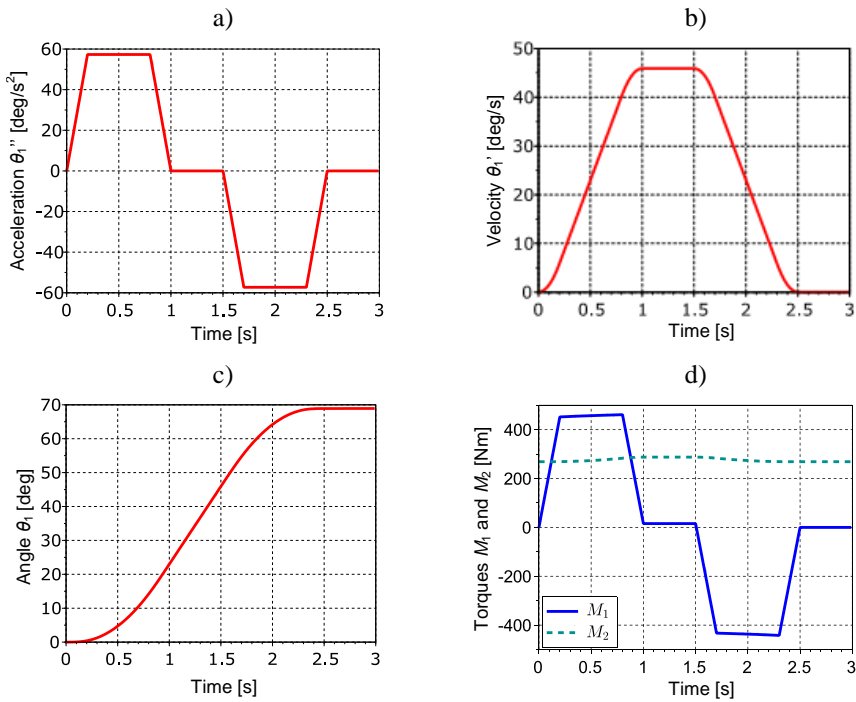 a)
b)
Acceleration θ₁'' [deg/s²]
60
40
20
0
-20
-40
-60
0 0.5 1 1.5 2 2.5 3
Time [s]
Velocity θ₁' [deg/s]
50
40
30
20
10
0
0 0.5 1 1.5 2 2.5 3
Time [s]
c)
d)
Angle θ₁ [deg]
70
60
50
40
30
20
10
0
0 0.5 1 1.5 2 2.5 3
Time [s]
Torques M₁ and M₂ [Nm]
400
200
0
-200
-400
M₁
M₂
0 0.5 1 1.5 2 2.5 3
Time [s]